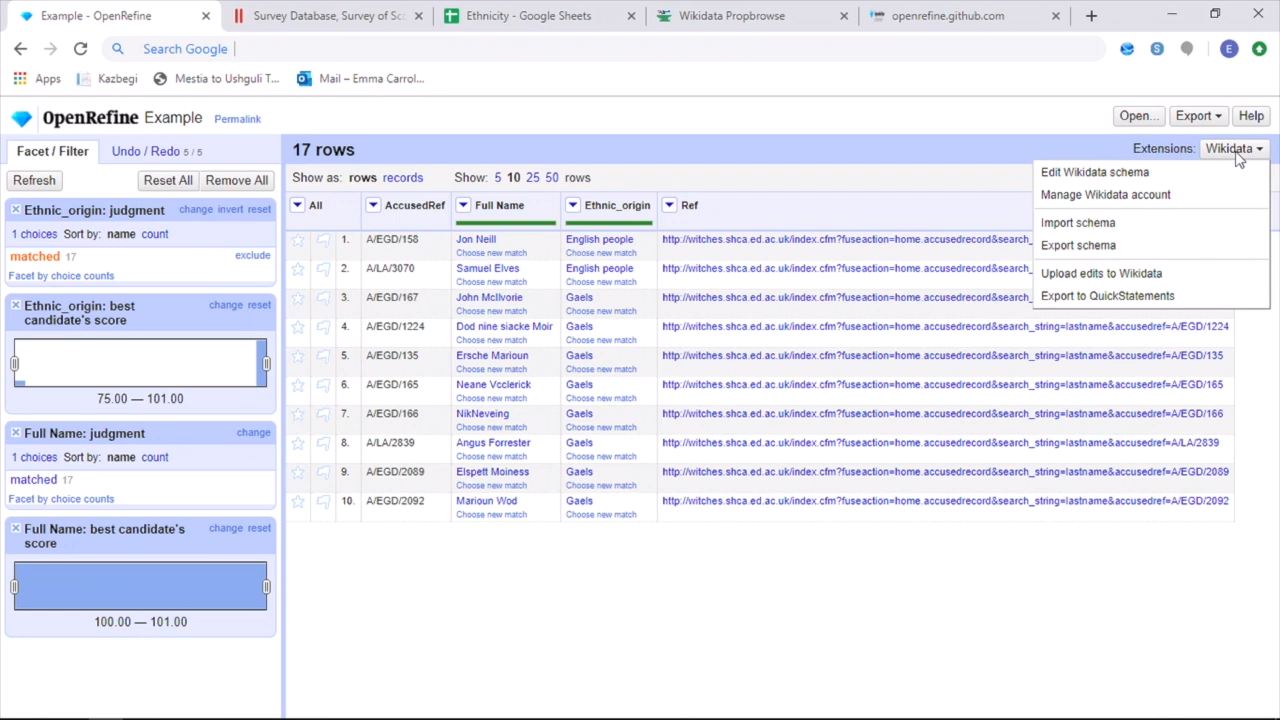 Example - OpenRefine
Survey Database, Survey of Sc
Ethnicity - Google Sheets
Wikidata Propbrowse
openrefine.github.com
Search Google
S
E
Apps
Kazbegi
Mestia to Ushguli T...
Mail – Emma Carrol...
OpenRefine Example Permalink
Open...
Export
Help
Facet / Filter
Undo / Redo 5 / 5
17 rows
Extensions: Wikidata
Refresh
Reset All
Remove All
Show as: rows records
Show: 5 10 25 50 rows
Edit Wikidata schema
Manage Wikidata account
Import schema
Export schema
Upload edits to Wikidata
Export to QuickStatements
Ethnic_origin: judgment
change invert reset
1 choices Sort by: name count
matched 17
exclude
Facet by choice counts
Ethnic_origin: best
candidate's score
change reset
75.00 — 101.00
Full Name: judgment
change
1 choices Sort by: name count
matched 17
Facet by choice counts
Full Name: best candidate's
score
change reset
100.00 — 101.00
All AccusedRef Full Name Ethnic_origin Ref
1. A/EGD/158 Jon Neill English people http://witches.shca.ed.ac.uk/index.cfm?fuseaction=home.accusedrecord&search_
Choose new match Choose new match
2. A/LA/3070 Samuel Elves English people http://witches.shca.ed.ac.uk/index.cfm?fuseaction=home.accusedrecord&search_
Choose new match Choose new match
3. A/EGD/167 John McIlvorie Gaels http://witches.shca.ed.ac.uk/index.cfm?fuseaction=home.accusedrecord&search_
Choose new match Choose new match
4. A/EGD/1224 Dod nine siacke Moir Gaels http://witches.shca.ed.ac.uk/index.cfm?fuseaction=home.accusedrecord&search_string=lastname&accusedref=A/EGD/1224
Choose new match Choose new match
5. A/EGD/135 Ersche Marioun Gaels http://witches.shca.ed.ac.uk/index.cfm?fuseaction=home.accusedrecord&search_string=lastname&accusedref=A/EGD/135
Choose new match Choose new match
6. A/EGD/165 Neane Vcclerick Gaels http://witches.shca.ed.ac.uk/index.cfm?fuseaction=home.accusedrecord&search_string=lastname&accusedref=A/EGD/165
Choose new match Choose new match
7. A/EGD/166 NikNeveing Gaels http://witches.shca.ed.ac.uk/index.cfm?fuseaction=home.accusedrecord&search_string=lastname&accusedref=A/EGD/166
Choose new match Choose new match
8. A/LA/2839 Angus Forrester Gaels http://witches.shca.ed.ac.uk/index.cfm?fuseaction=home.accusedrecord&search_string=lastname&accusedref=A/LA/2839
Choose new match Choose new match
9. A/EGD/2089 Elspett Moiness Gaels http://witches.shca.ed.ac.uk/index.cfm?fuseaction=home.accusedrecord&search_string=lastname&accusedref=A/EGD/2089
Choose new match Choose new match
10. A/EGD/2092 Marioun Wod Gaels http://witches.shca.ed.ac.uk/index.cfm?fuseaction=home.accusedrecord&search_string=lastname&accusedref=A/EGD/2092
Choose new match Choose new match